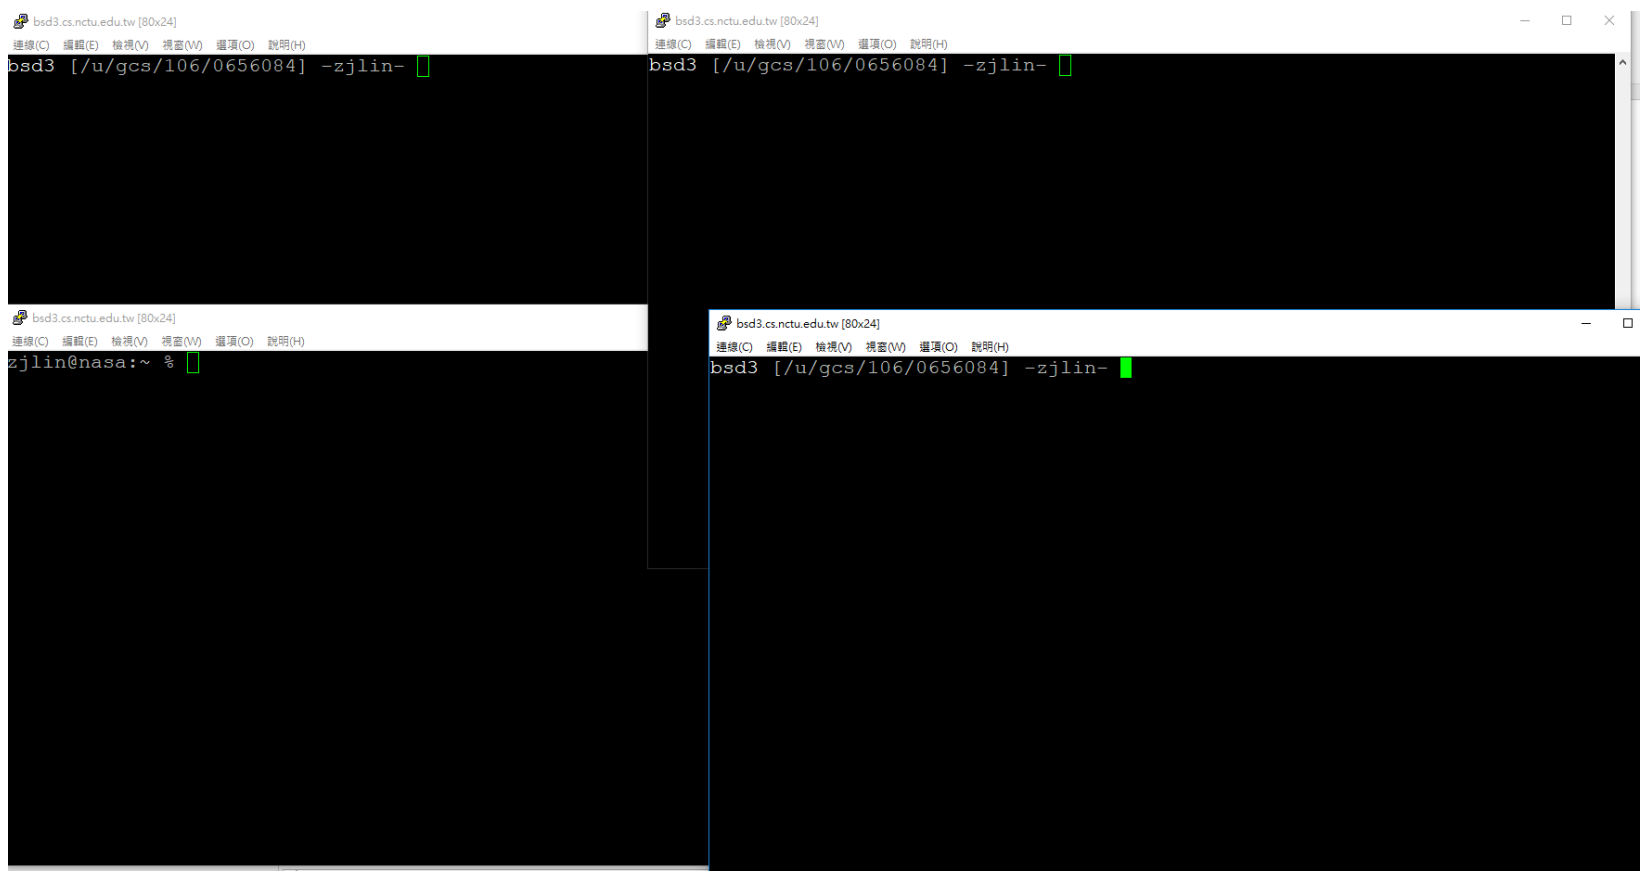 bsd3.cs.nctu.edu.tw [80x24]
連線(C) 編輯(E) 檢視(V) 視窗(W) 選項(O) 說明(H)
bsd3 [/u/gcs/106/0656084] -zjlin-
bsd3.cs.nctu.edu.tw [80x24]
連線(C) 編輯(E) 檢視(V) 視窗(W) 選項(O) 說明(H)
bsd3 [/u/gcs/106/0656084] -zjlin-
bsd3.cs.nctu.edu.tw [80x24]
連線(C) 編輯(E) 檢視(V) 視窗(W) 選項(O) 說明(H)
zjlin@nasa:~ %
bsd3.cs.nctu.edu.tw [80x24]
連線(C) 編輯(E) 檢視(V) 視窗(W) 選項(O) 說明(H)
bsd3 [/u/gcs/106/0656084] -zjlin-